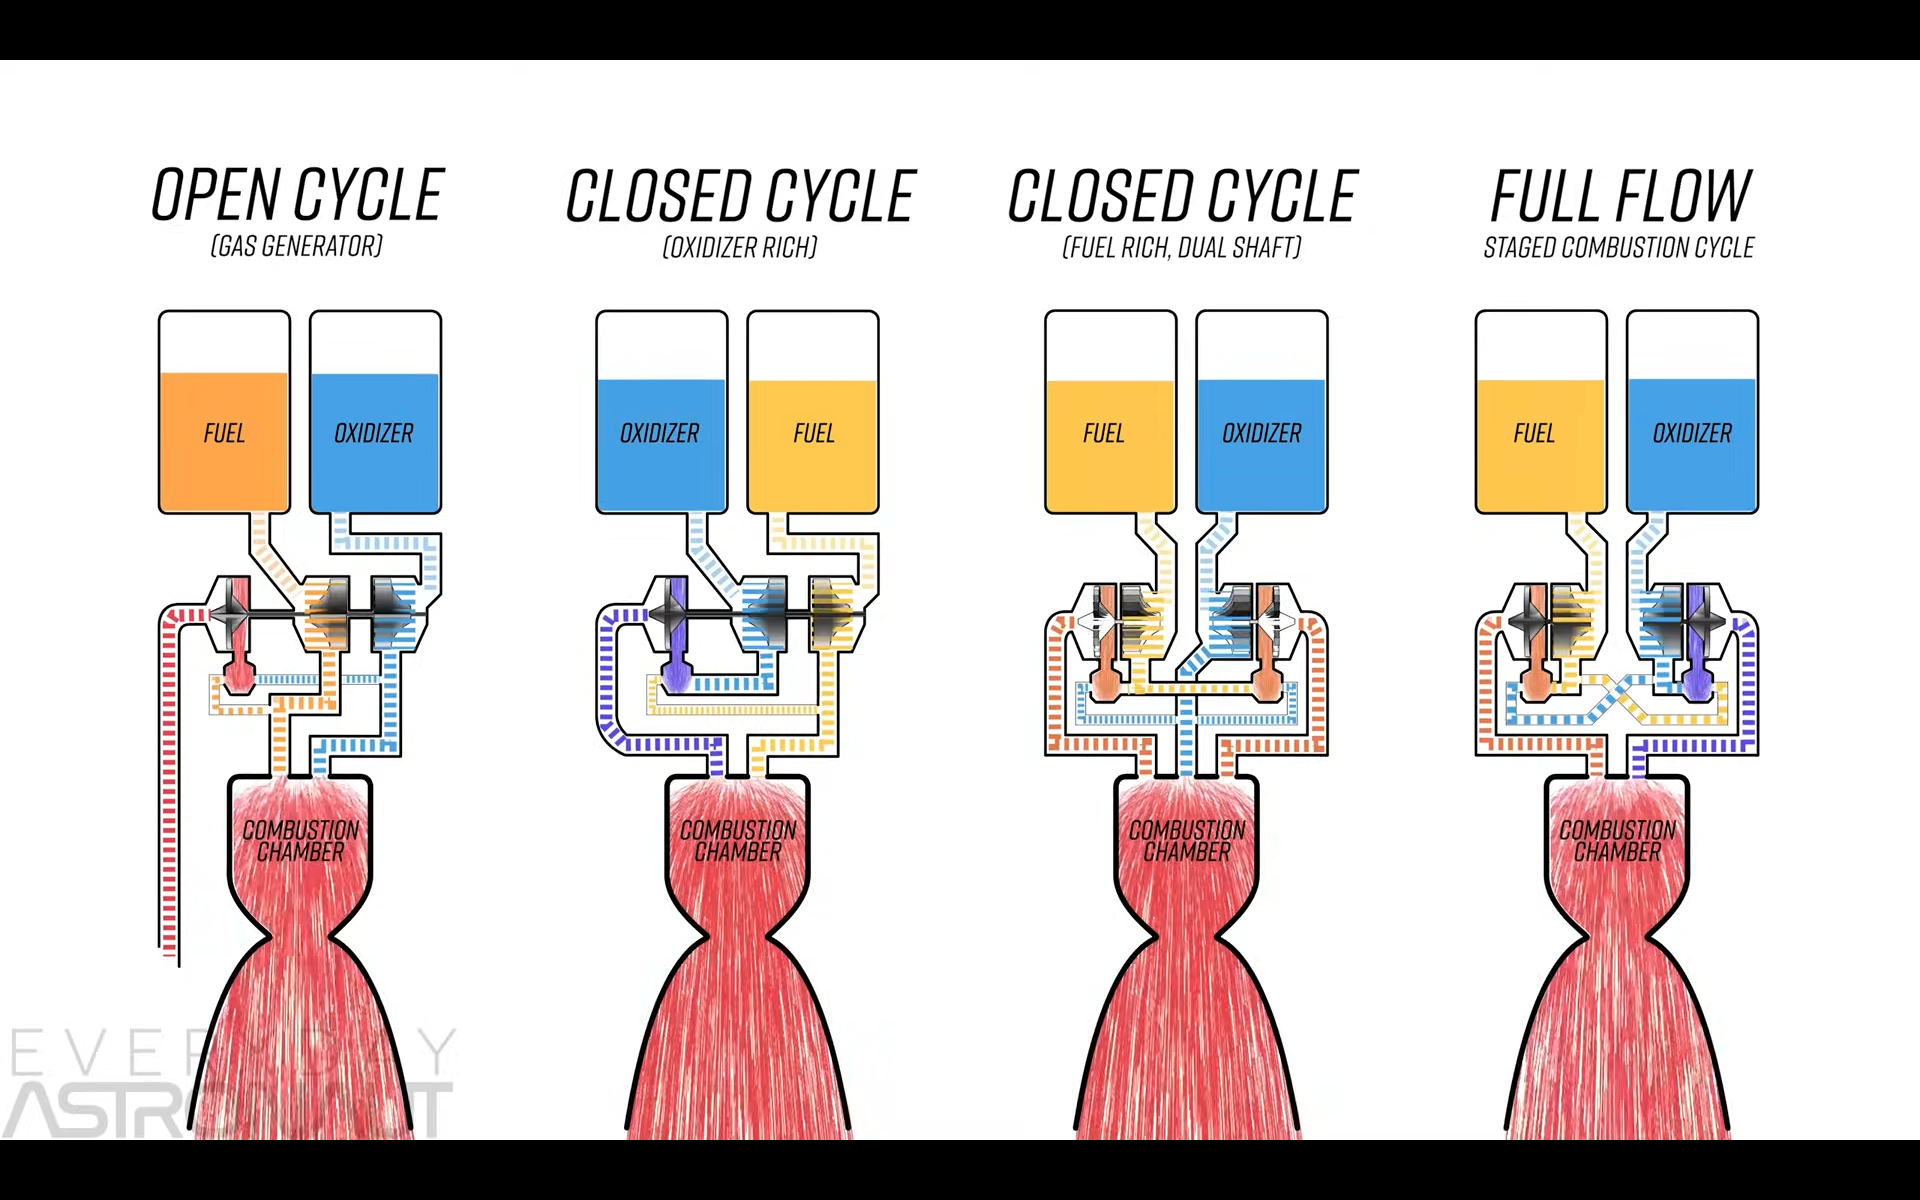 OPEN CYCLE
(GAS GENERATOR)
FUEL
OXIDIZER
COMBUSTION
CHAMBER
CLOSED CYCLE
(OXIDIZER RICH)
OXIDIZER
FUEL
COMBUSTION
CHAMBER
CLOSED CYCLE
(FUEL RICH, DUAL SHAFT)
FUEL
OXIDIZER
COMBUSTION
CHAMBER
FULL FLOW
STAGED COMBUSTION CYCLE
FUEL
OXIDIZER
COMBUSTION
CHAMBER
EVERYDAY
ASTRONAUT